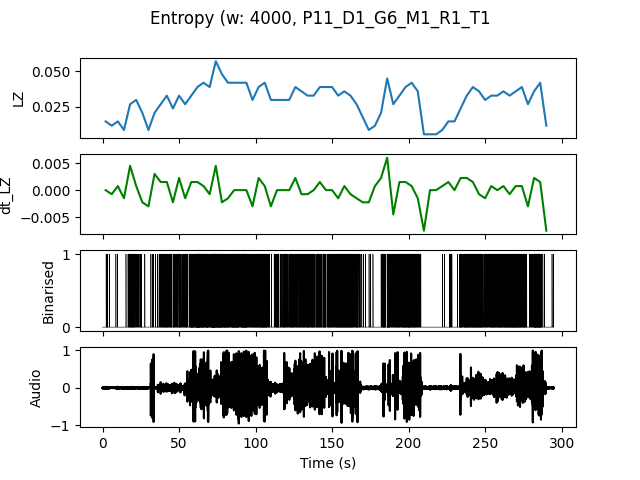 Entropy (w: 4000, P11_D1_G6_M1_R1_T1
0.050
0.025
LZ
0.005
0.000
−0.005
dt_LZ
1
0
Binarised
1
0
−1
Audio
0 50 100 150 200 250 300
Time (s)